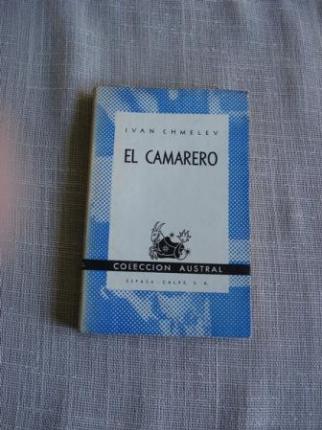 IVAN CHMELEV
EL CAMARERO
COLECCION AUSTRAL
ESPASA-CALPE, S. A.